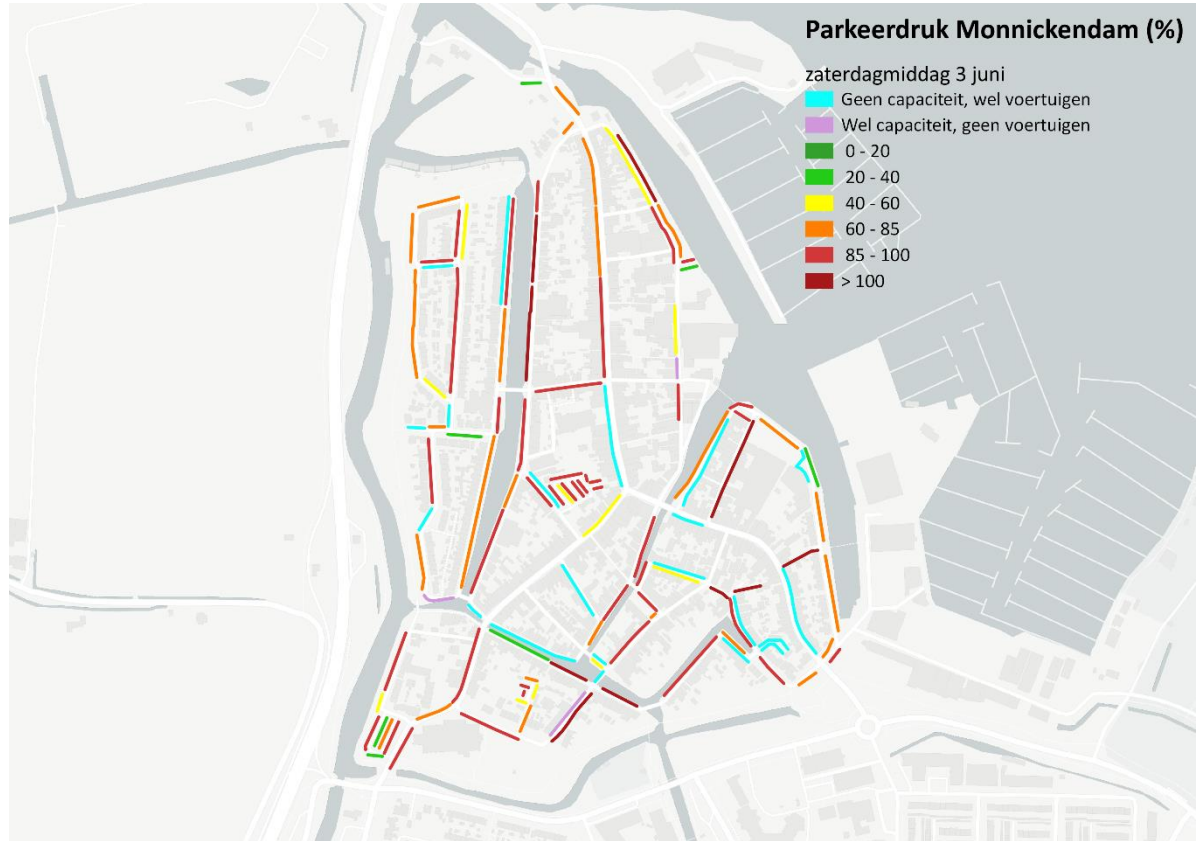 Parkeerdruk Monnickendam (%)
zaterdagmiddag 3 juni
Geen capaciteit, wel voertuigen
Wel capaciteit, geen voertuigen
0 - 20
20 - 40
40 - 60
60 - 85
85 - 100
> 100